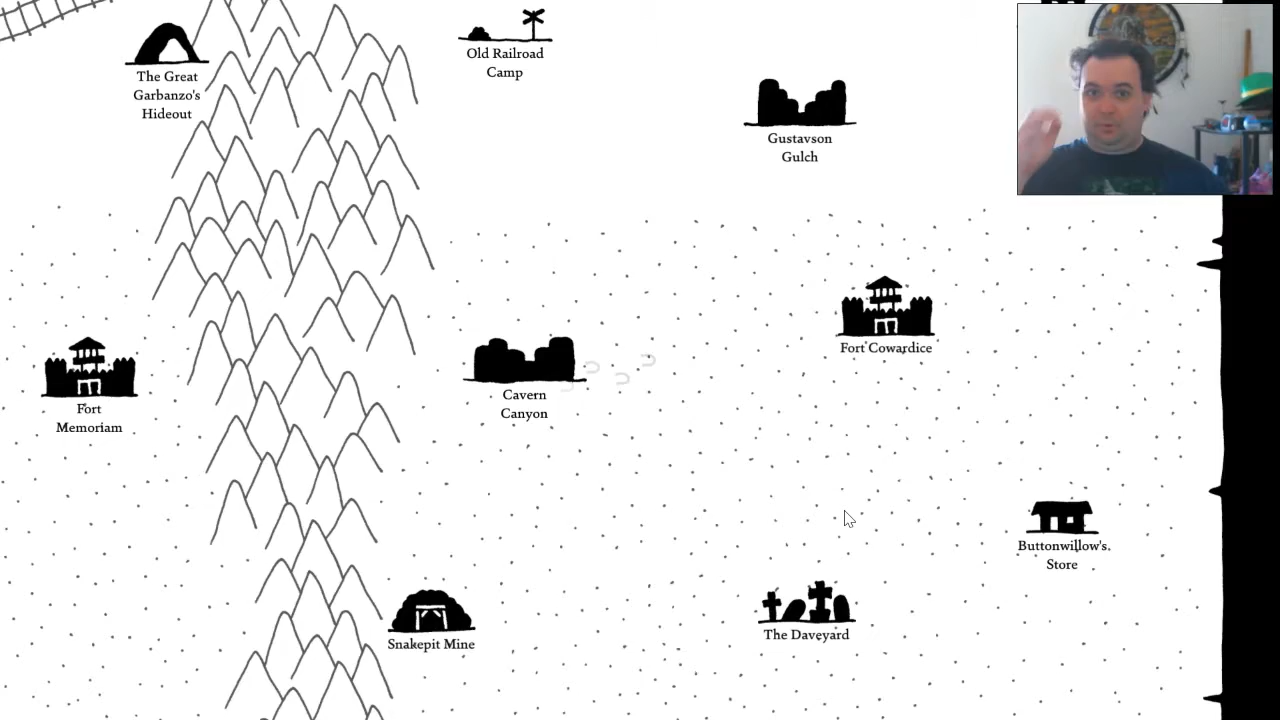 Old Railroad
Camp
The Great
Garbanzo's
Hideout
Gustavson
Gulch
Fort Cowardice
Cavern
Canyon
Fort
Memoriam
Buttonwillow's
Store
The Daveyard
Snakepit Mine